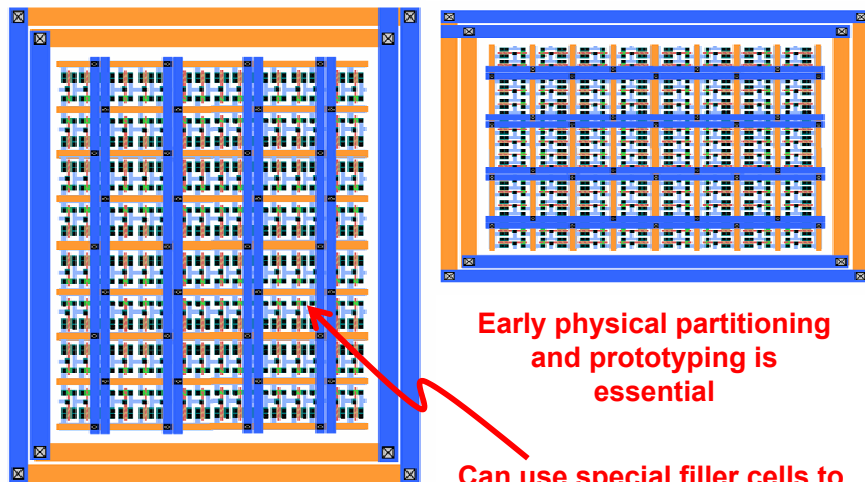 Early physical partitioning
and prototyping is
essential
Can use special filler cells to